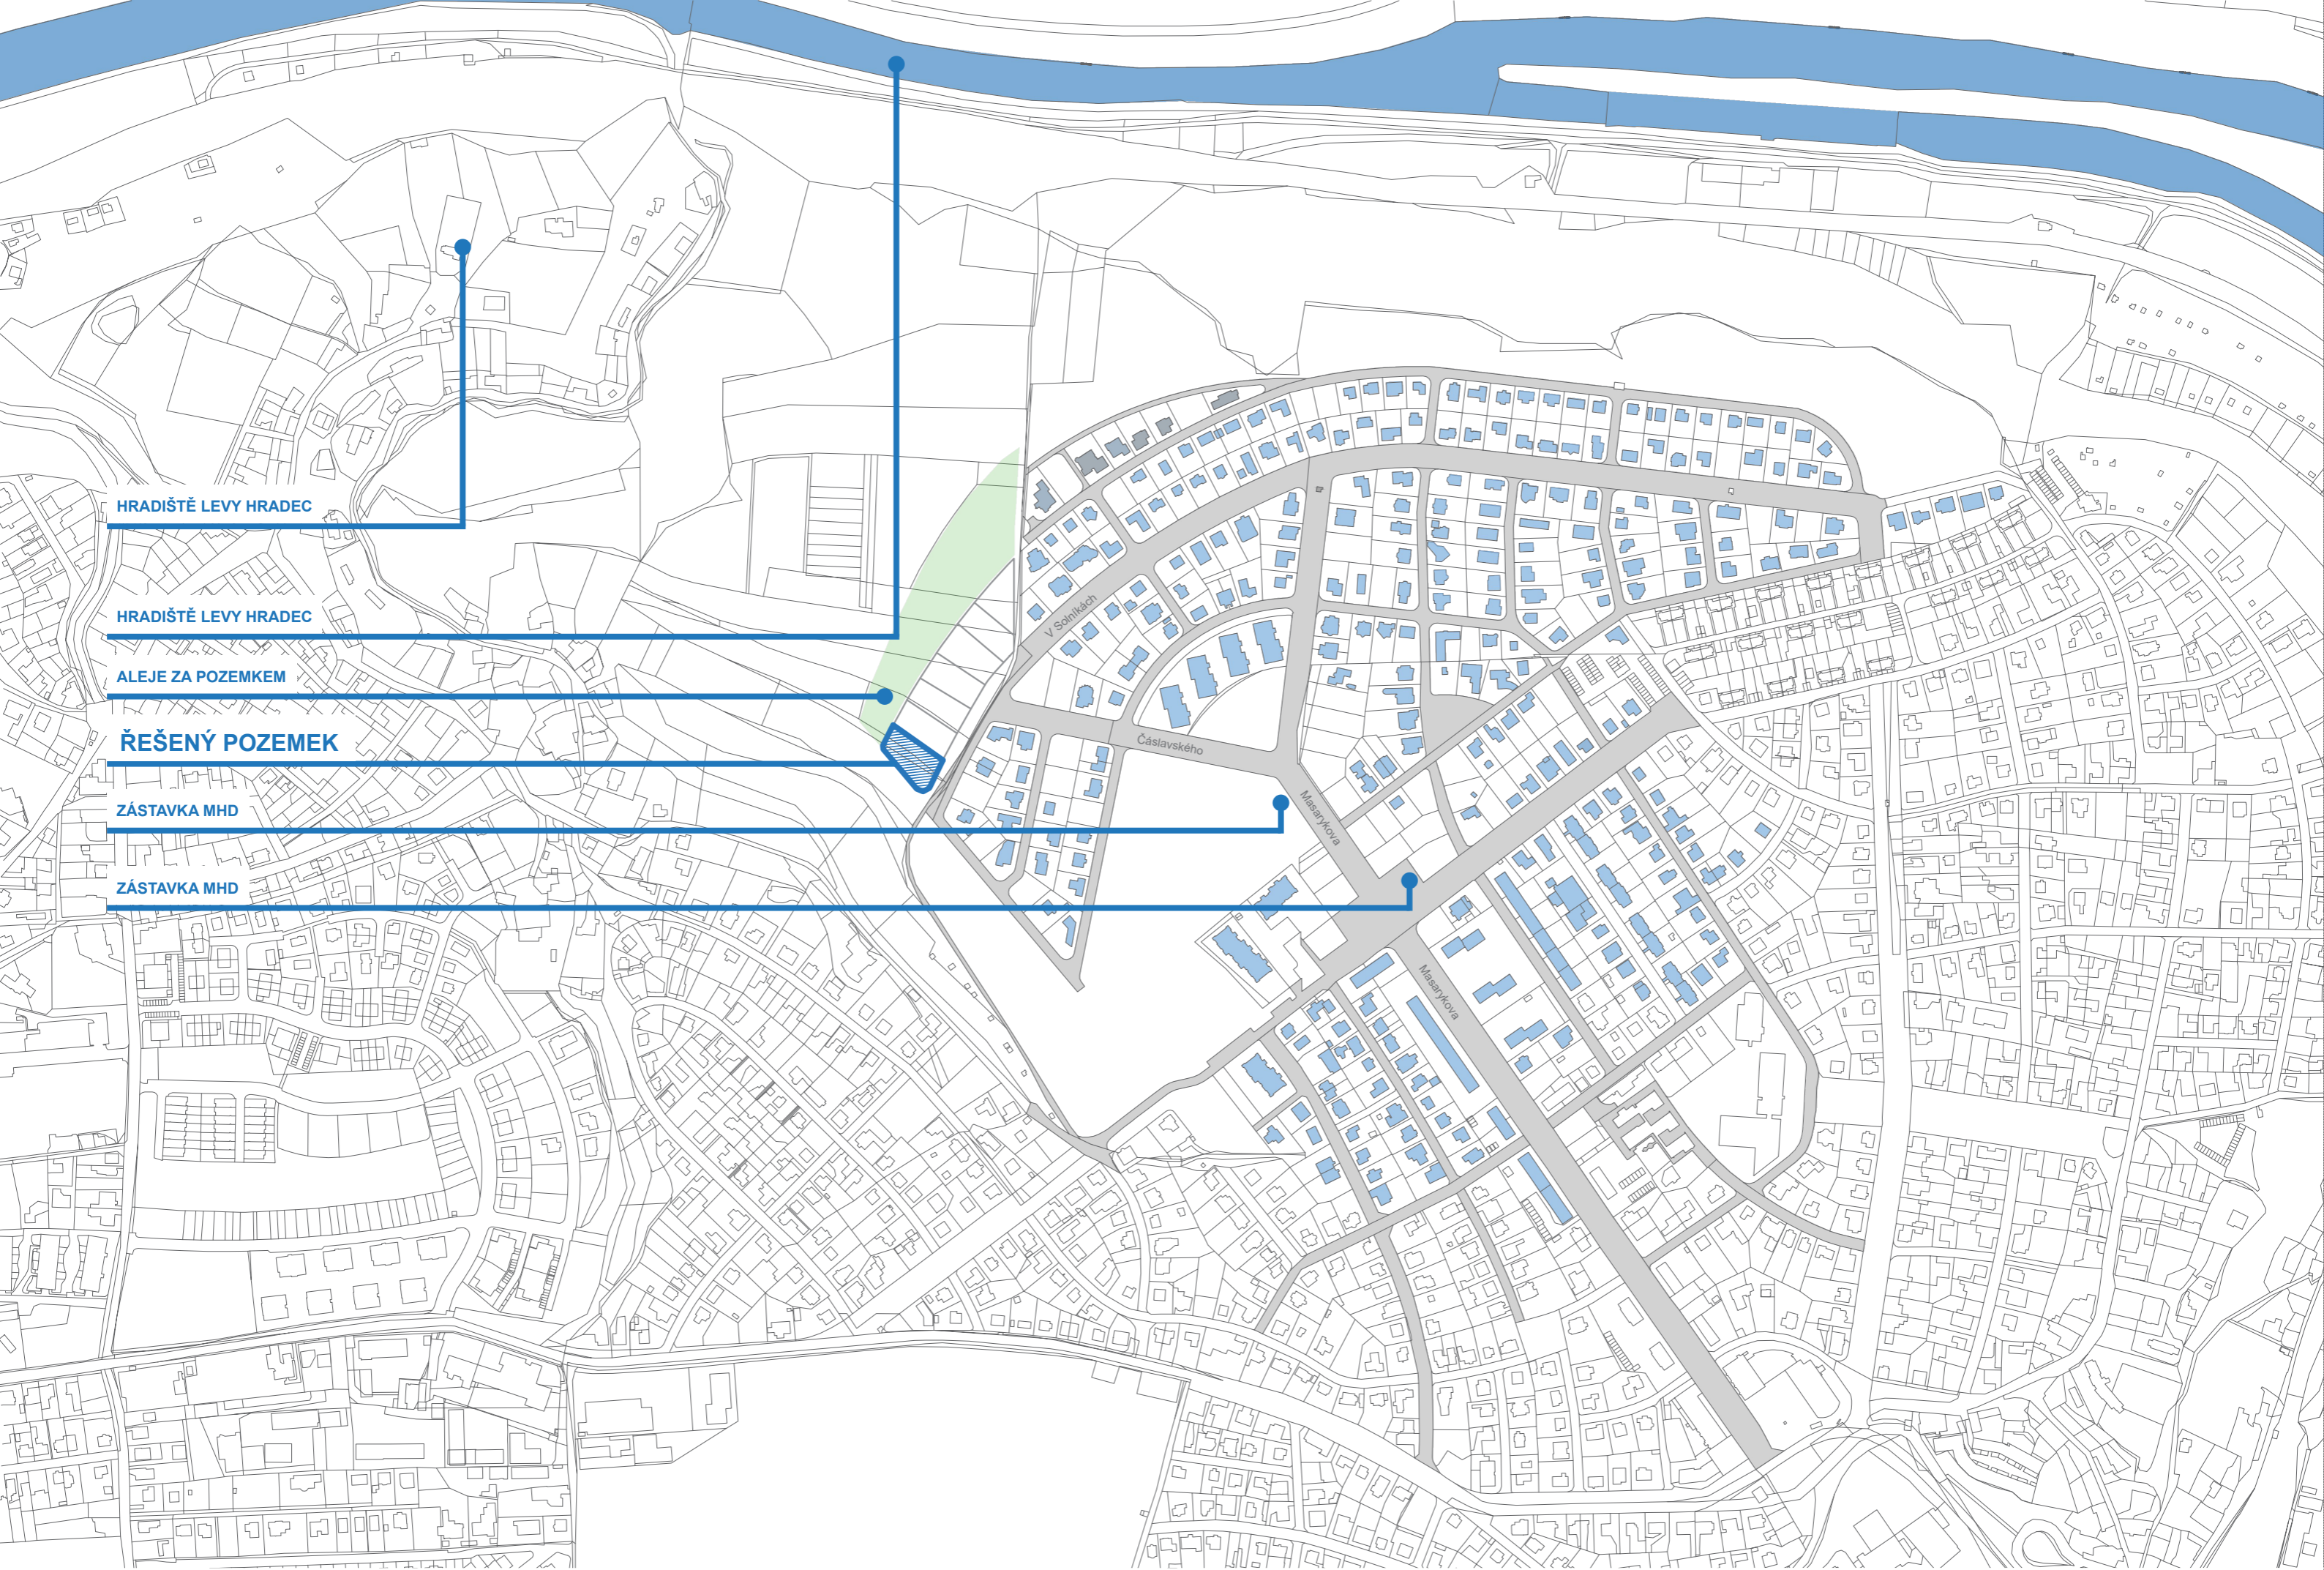 HRADIŠTĚ LEVY HRADEC
HRADIŠTĚ LEVY HRADEC
ALEJE ZA POZEMKEM
ŘEŠENÝ POZEMEK
ZÁSTAVKA MHD
ZÁSTAVKA MHD
V Solníkách
Čáslavského
Masarykova
Masarykova